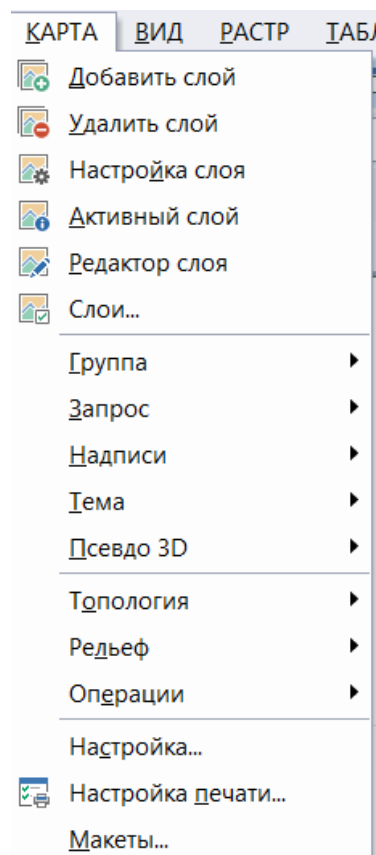 КАРТА ВИД РАСТР ТАБ
Добавить слой
Удалить слой
Настройка слоя
Активный слой
Редактор слоя
Слои...
Группа
Запрос
Надписи
Тема
Псевдо 3D
Топология
Рельеф
Операции
Настройка...
Настройка печати...
Макеты...